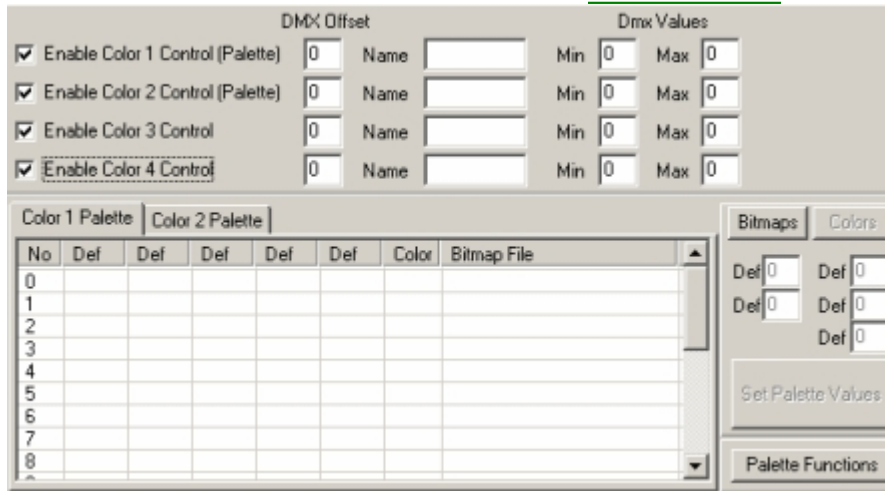 DMX Offset Dmx Values
Enable Color 1 Control (Palette) 0 Name Min 0 Max 0
Enable Color 2 Control (Palette) 0 Name Min 0 Max 0
Enable Color 3 Control 0 Name Min 0 Max 0
Enable Color 4 Control 0 Name Min 0 Max 0
Color 1 Palette Color 2 Palette
No Def Def Def Def Def Color Bitmap File
0
1
2
3
4
5
6
7
8
Bitmaps Colors
Def 0 Def 0
Def 0 Def 0
Def 0
Set Palette Values
Palette Functions